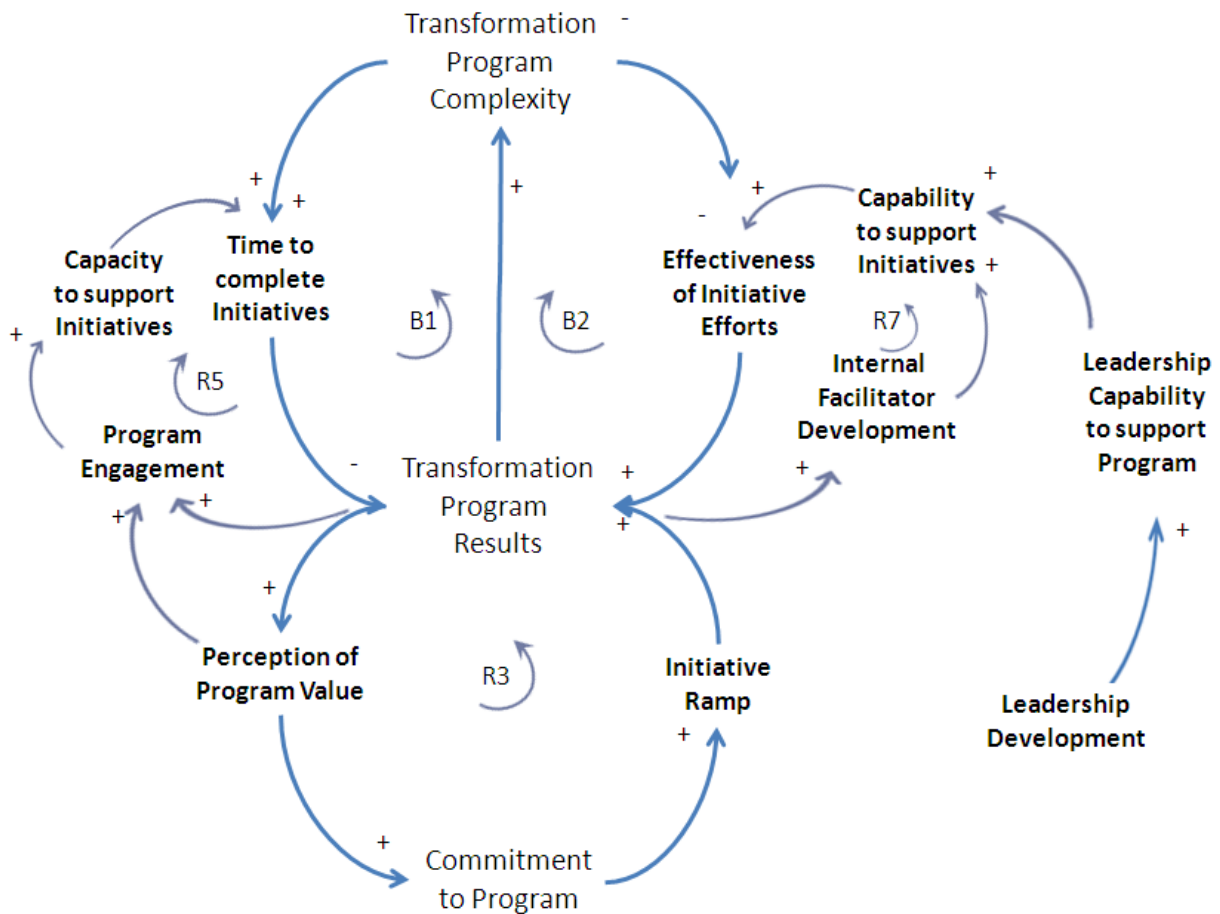 Transformation
Program
Complexity
-
+
+
+
+
-
+
Capability
to support
Initiatives
+
Capacity
to support
Initiatives
+
Time to
complete
Initiatives
Effectiveness
of Initiative
Efforts
B1
B2
R7
R5
Internal
Facilitator
Development
Leadership
Capability
to support
Program
Program
Engagement
-
Transformation
Program
Results
+
+
+
+
+
+
+
Perception of
Program Value
R3
Initiative
Ramp
+
Leadership
Development
+
Commitment
to Program